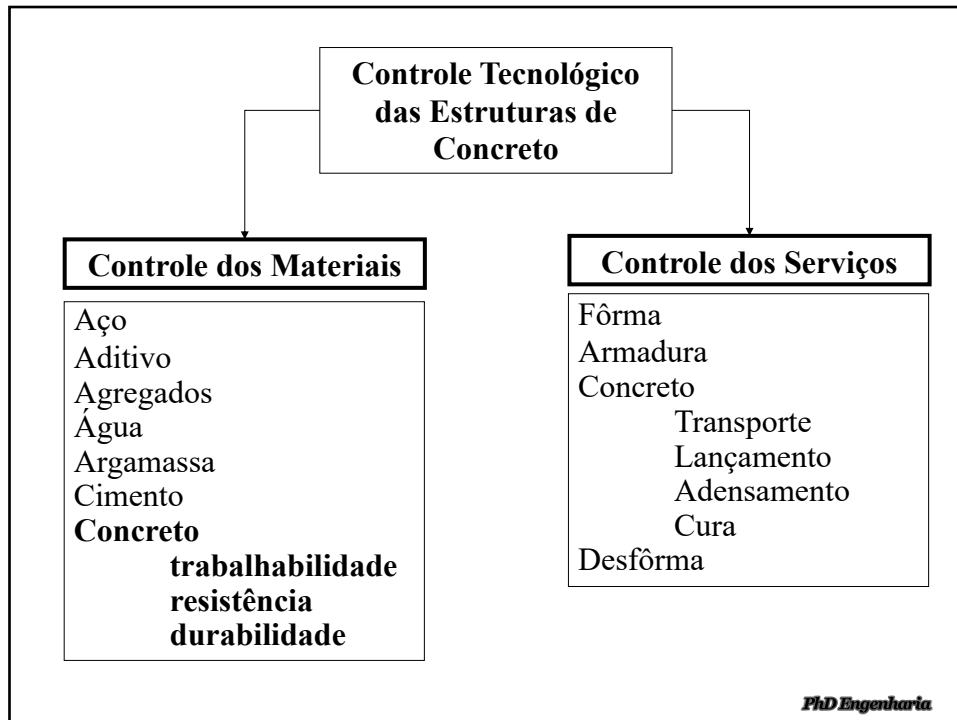 Controle Tecnológico
das Estruturas de
Concreto
Controle dos Materiais
Aço
Aditivo
Agregados
Água
Argamassa
Cimento
Concreto
trabalhabilidade
resistência
durabilidade
Controle dos Serviços
Fôrma
Armadura
Concreto
Transporte
Lançamento
Adensamento
Cura
Desfôrma
PhD Engenharia